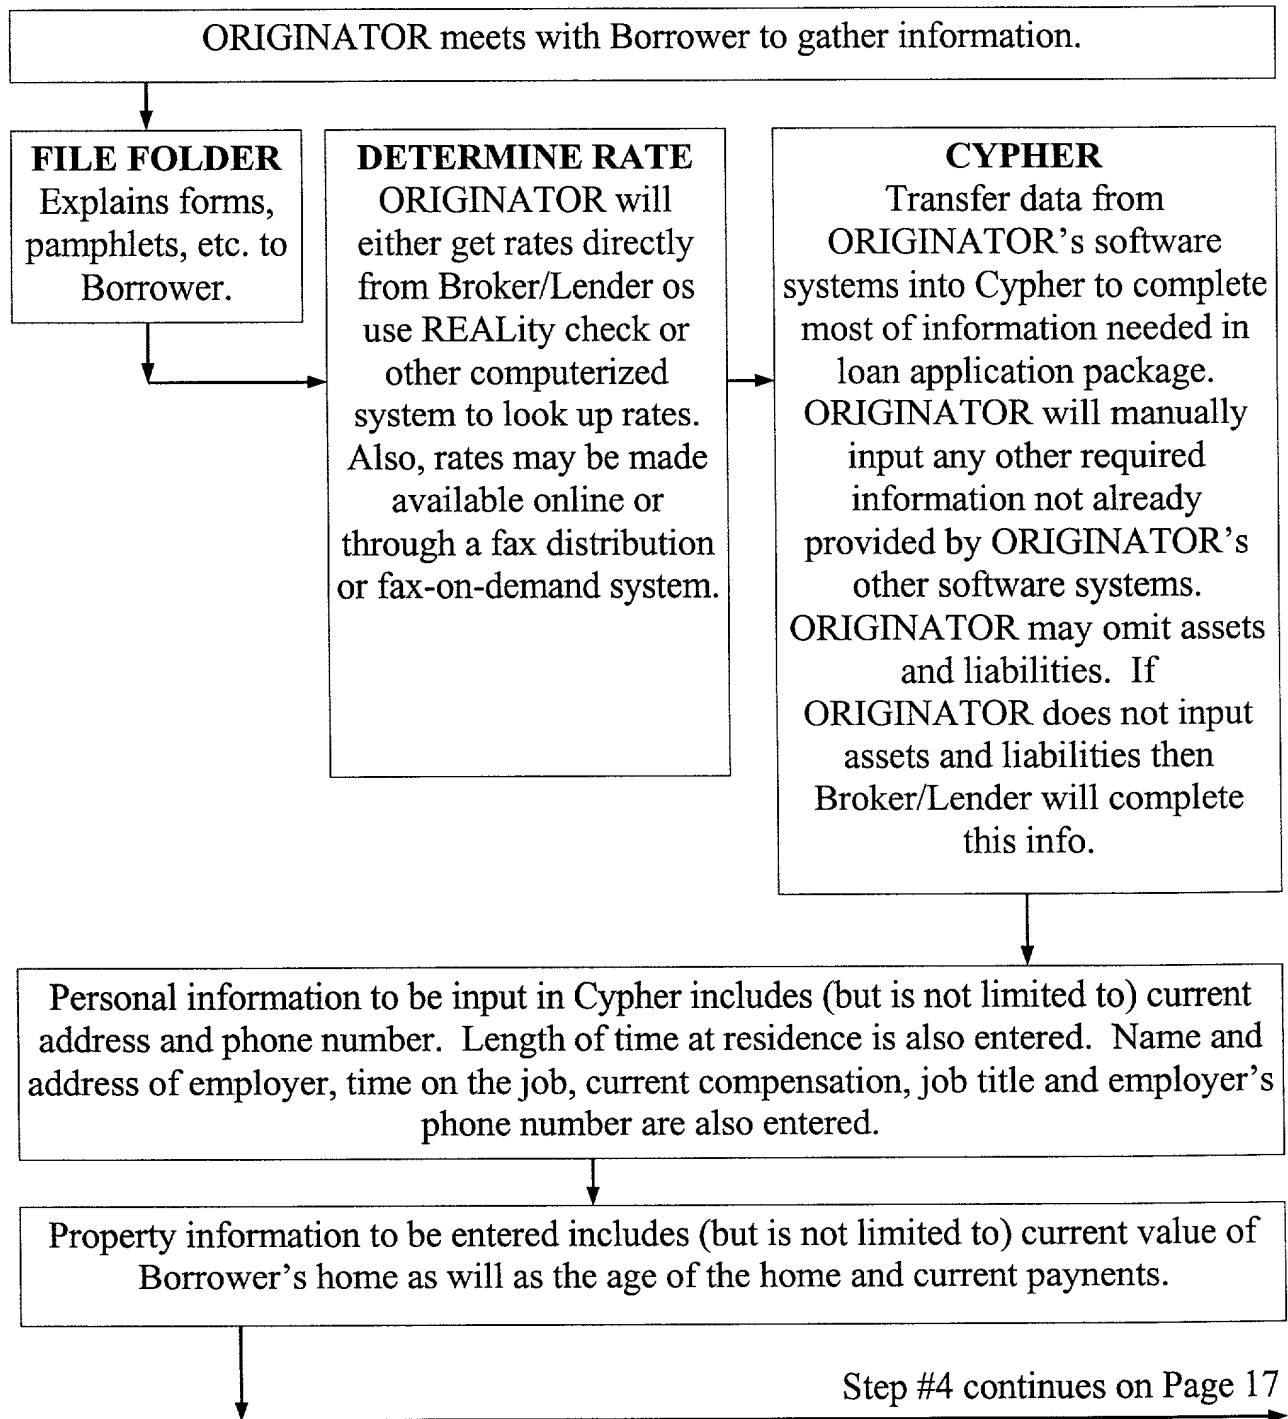 ORIGINATOR meets with Borrower to gather information.
FILE FOLDER
Explains forms,
pamphlets, etc. to
Borrower.
DETERMINE RATE
ORIGINATOR will
either get rates directly
from Broker/Lender os
use REALity check or
other computerized
system to look up rates.
Also, rates may be made
available online or
through a fax distribution
or fax-on-demand system.
CYPHER
Transfer data from
ORIGINATOR's software
systems into Cypher to complete
most of information needed in
loan application package.
ORIGINATOR will manually
input any other required
information not already
provided by ORIGINATOR's
other software systems.
ORIGINATOR may omit assets
and liabilities.  If
ORIGINATOR does not input
assets and liabilities then
Broker/Lender will complete
this info.
Personal information to be input in Cypher includes (but is not limited to) current
address and phone number.  Length of time at residence is also entered.  Name and
address of employer, time on the job, current compensation, job title and employer's
phone number are also entered.
Property information to be entered includes (but is not limited to) current value of
Borrower's home as will as the age of the home and current paynents.
Step #4 continues on Page 17